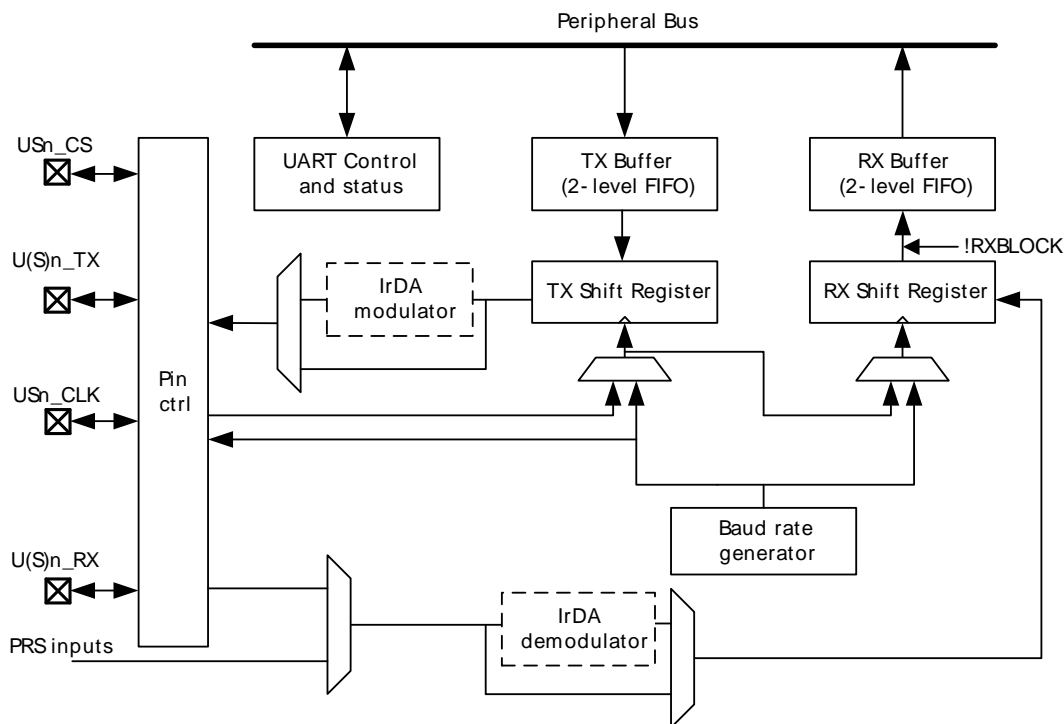 Peripheral Bus
USn_CS
UART Control
and status
TX Buffer
(2- level FIFO)
RX Buffer
(2- level FIFO)
!RXBLOCK
U(S)n_TX
IrDA
modulator
TX Shift Register
RX Shift Register
USn_CLK
Pin
ctrl
Baud rate
generator
U(S)n_RX
IrDA
demodulator
PRS inputs